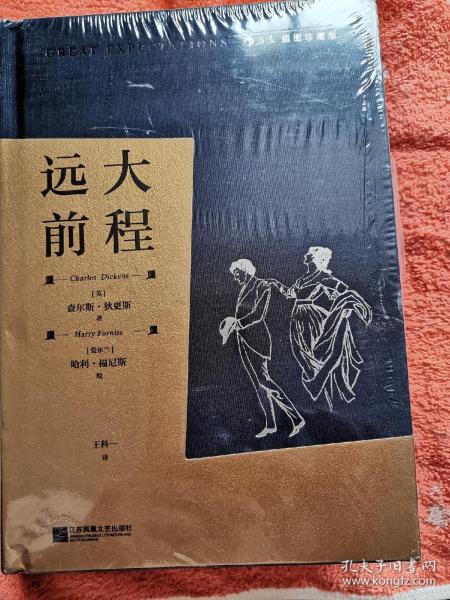 GREAT EXPECTATIONS
插图珍藏版
远大
前程
Charles Dickens
[英]
查尔斯·狄更斯
著
Harry Furniss
[爱尔兰]
哈利·福尼斯
绘
王科一
译
江苏凤凰文艺出版社
孔夫子旧书网
www.kongfz.com